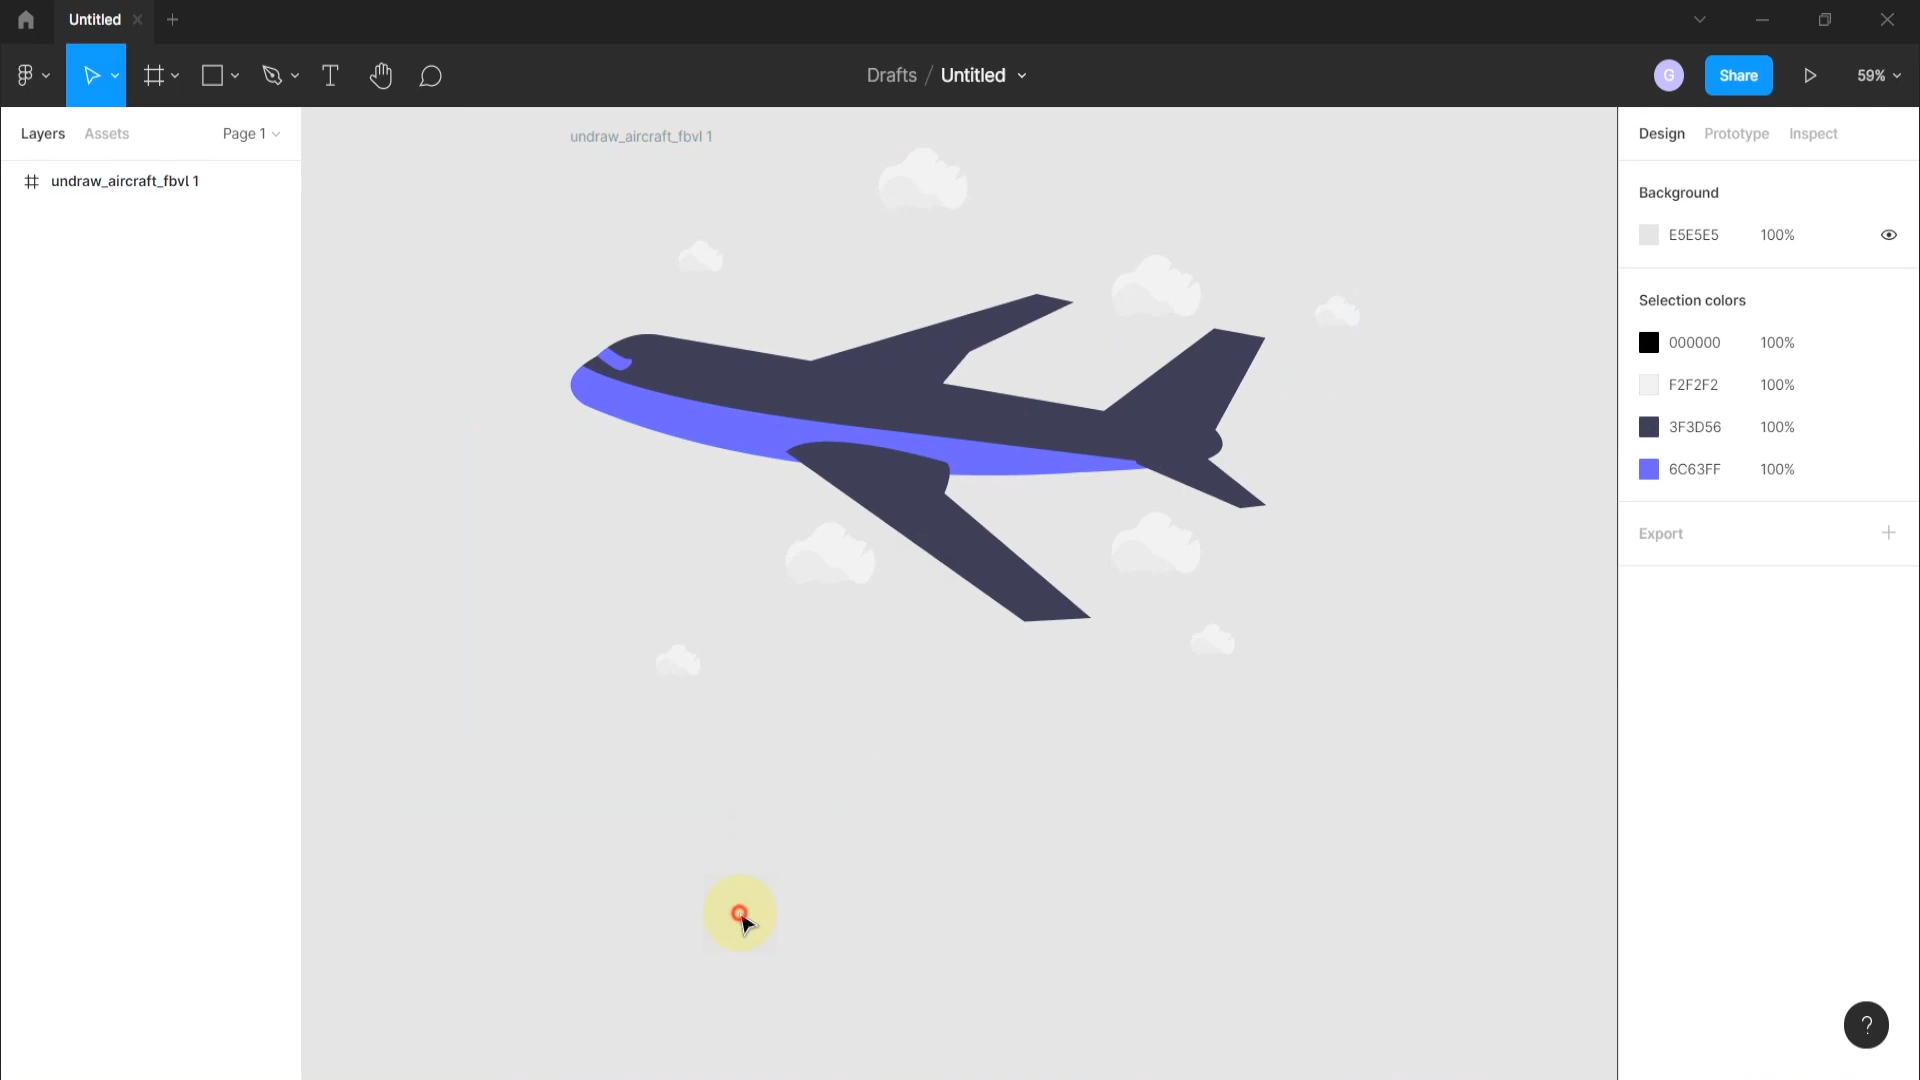 Untitled
Drafts / Untitled
G
Share
59%
Layers
Assets
Page 1
undraw_aircraft_fbvl 1
undraw_aircraft_fbvl 1
Design
Prototype
Inspect
Background
E5E5E5 100%
Selection colors
000000 100%
F2F2F2 100%
3F3D56 100%
6C63FF 100%
Export
?